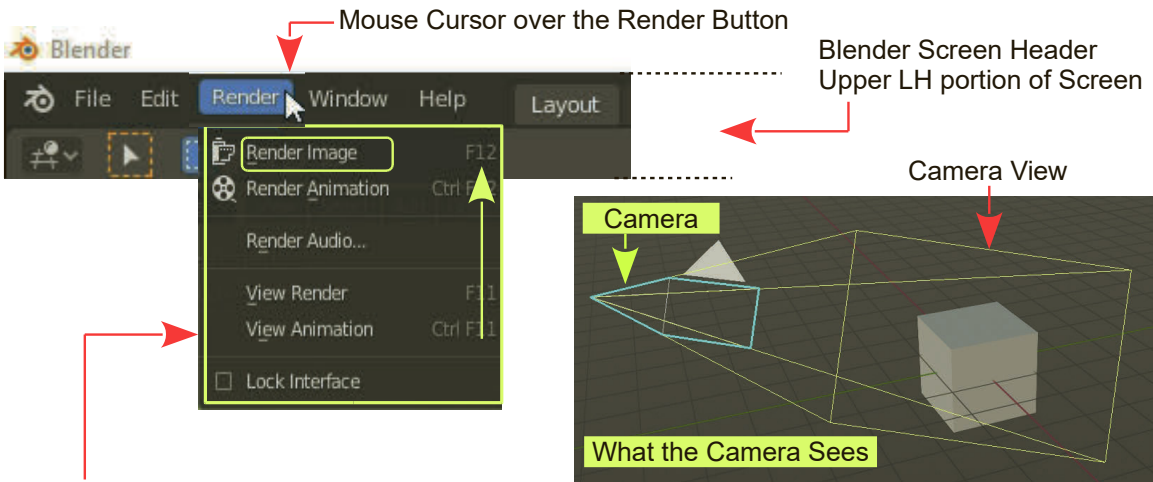 Mouse Cursor over the Render Button
Blender
Blender Screen Header
Upper LH portion of Screen
File Edit Render Window Help Layout
Render Image F12
Render Animation Ctrl F12
Render Audio...
View Render F11
View Animation Ctrl F11
Lock Interface
Camera View
Camera
What the Camera Sees